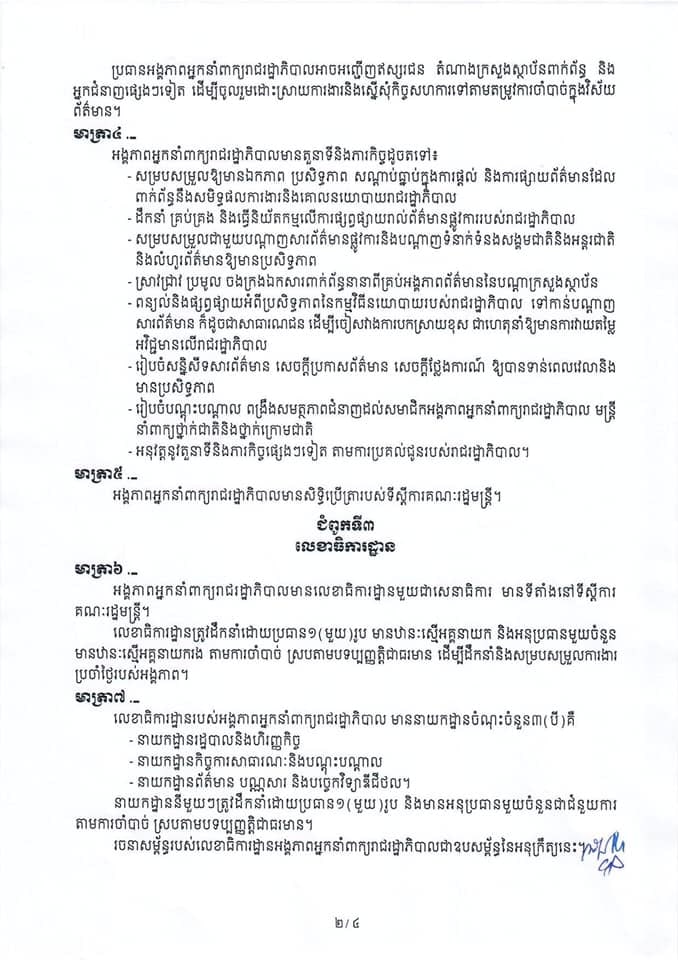 ប្រធានអង្គភាពអ្នកនាំពាក្យរាជរដ្ឋាភិបាលអាចអញ្ជើញឥស្សរជន តំណាងក្រសួងស្ថាប័នពាក់ព័ន្ធ និង
អ្នកជំនាញផ្សេងៗទៀត ដើម្បីចូលរួមដោះស្រាយការងារនិងស្នើសុំកិច្ចសហការទៅតាមតម្រូវការចាំបាច់ក្នុងវិស័យ
ព័ត៌មាន។
មាត្រា៤ ._
អង្គភាពអ្នកនាំពាក្យរាជរដ្ឋាភិបាលមានតួនាទីនិងភារកិច្ចដូចតទៅ៖
- សម្របសម្រួលឱ្យមានឯកភាព ប្រសិទ្ធភាព សណ្តាប់ធ្នាប់ក្នុងការផ្តល់ និងការផ្សាយព័ត៌មានដែល
ពាក់ព័ន្ធនឹងសមិទ្ធផលការងារនិងគោលនយោបាយរាជរដ្ឋាភិបាល
- ដឹកនាំ គ្រប់គ្រង និងធ្វើនិយ័តកម្មលើការផ្សព្វផ្សាយរាល់ព័ត៌មានផ្លូវការរបស់រាជរដ្ឋាភិបាល
- សម្របសម្រួលជាមួយបណ្តាញសារព័ត៌មានផ្លូវការនិងបណ្តាញទំនាក់ទំនងសង្គមជាតិនិងអន្តរជាតិ
និងលំហូរព័ត៌មានឱ្យមានប្រសិទ្ធភាព
- ស្រាវជ្រាវ ប្រមូល ចងក្រងឯកសារពាក់ព័ន្ធនានាពីគ្រប់អង្គភាពព័ត៌មាននៃបណ្តាក្រសួងស្ថាប័ន
- ពន្យល់និងផ្សព្វផ្សាយអំពីប្រសិទ្ធភាពនៃកម្មវិធីនយោបាយរបស់រាជរដ្ឋាភិបាល ទៅកាន់បណ្តាញ
សារព័ត៌មាន ក៏ដូចជាសាធារណជន ដើម្បីចៀសវាងការបកស្រាយខុស ជាហេតុនាំឱ្យមានការវាយតម្លៃ
អវិជ្ជមានលើរាជរដ្ឋាភិបាល
- រៀបចំសន្និសីទសារព័ត៌មាន សេចក្តីប្រកាសព័ត៌មាន សេចក្តីថ្លែងការណ៍ ឱ្យបានទាន់ពេលវេលានិង
មានប្រសិទ្ធភាព
- រៀបចំបណ្តុះបណ្តាល ពង្រឹងសមត្ថភាពជំនាញដល់សមាជិកអង្គភាពអ្នកនាំពាក្យរាជរដ្ឋាភិបាល មន្ត្រី
នាំពាក្យថ្នាក់ជាតិនិងថ្នាក់ក្រោមជាតិ
- អនុវត្តនូវតួនាទីនិងភារកិច្ចផ្សេងៗទៀត តាមការប្រគល់ជូនរបស់រាជរដ្ឋាភិបាល។
មាត្រា៥ ._
អង្គភាពអ្នកនាំពាក្យរាជរដ្ឋាភិបាលមានសិទ្ធិប្រើត្រារបស់ទីស្តីការគណៈរដ្ឋមន្ត្រី។
ជំពូកទី៣
លេខាធិការដ្ឋាន
មាត្រា៦ ._
អង្គភាពអ្នកនាំពាក្យរាជរដ្ឋាភិបាលមានលេខាធិការដ្ឋានមួយជាសេនាធិការ មានទីតាំងនៅទីស្តីការ
គណៈរដ្ឋមន្ត្រី។
លេខាធិការដ្ឋានត្រូវដឹកនាំដោយប្រធាន១(មួយ)រូប មានឋានៈស្មើអគ្គនាយក និងអនុប្រធានមួយចំនួន
មានឋានៈស្មើអគ្គនាយករង តាមការចាំបាច់ ស្របតាមបទប្បញ្ញត្តិជាធរមាន ដើម្បីដឹកនាំនិងសម្របសម្រួលការងារ
ប្រចាំថ្ងៃរបស់អង្គភាព។
មាត្រា៧ ._
លេខាធិការដ្ឋានរបស់អង្គភាពអ្នកនាំពាក្យរាជរដ្ឋាភិបាល មាននាយកដ្ឋានចំណុះចំនួន៣(បី)គឺ
- នាយកដ្ឋានរដ្ឋបាលនិងហិរញ្ញកិច្ច
- នាយកដ្ឋានកិច្ចការសាធារណៈនិងបណ្តុះបណ្តាល
- នាយកដ្ឋានព័ត៌មាន បណ្ណសារ និងបច្ចេកវិទ្យាឌីជីថល។
នាយកដ្ឋាននីមួយៗត្រូវដឹកនាំដោយប្រធាន១(មួយ)រូប និងមានអនុប្រធានមួយចំនួនជាជំនួយការ
តាមការចាំបាច់ ស្របតាមបទប្បញ្ញត្តិជាធរមាន។
រចនាសម្ព័ន្ធរបស់លេខាធិការដ្ឋានអង្គភាពអ្នកនាំពាក្យរាជរដ្ឋាភិបាលជាឧបសម្ព័ន្ធនៃអនុក្រឹត្យនេះ។
២/៤